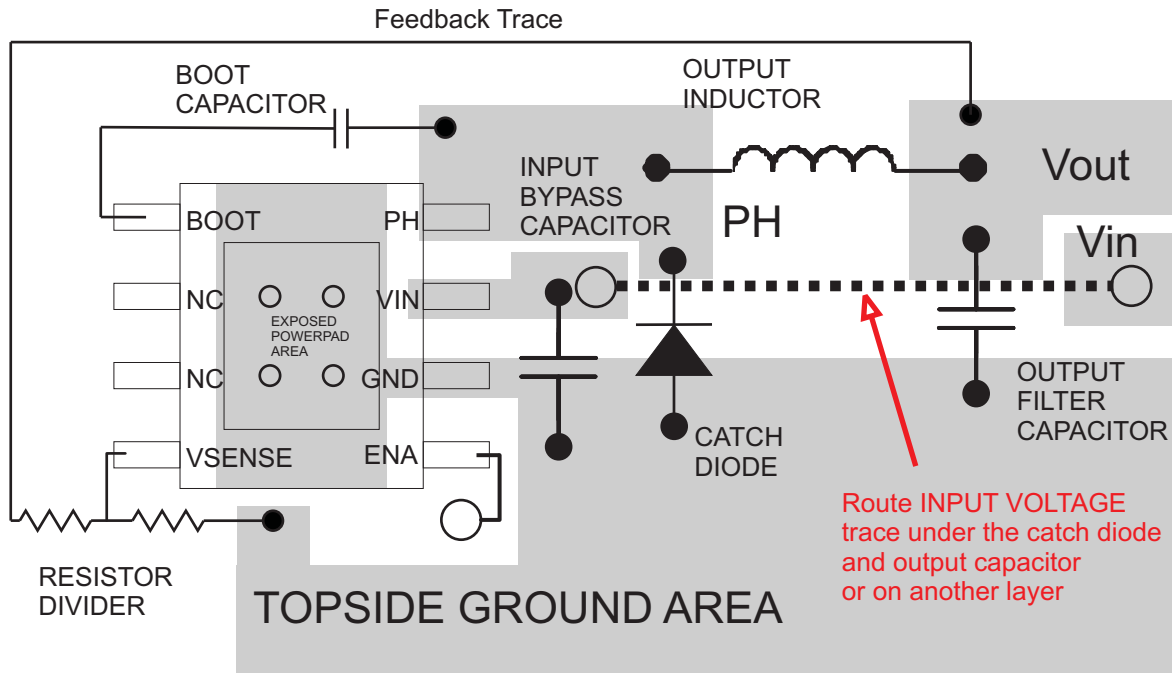 Feedback Trace
BOOT
CAPACITOR
OUTPUT
INDUCTOR
INPUT
BYPASS
CAPACITOR
Vout
PH
Vin
BOOT
PH
NC
VIN
EXPOSED
POWERPAD
AREA
NC
GND
VSENSE
ENA
CATCH
DIODE
OUTPUT
FILTER
CAPACITOR
Route INPUT VOLTAGE
trace under the catch diode
and output capacitor
or on another layer
RESISTOR
DIVIDER
TOPSIDE GROUND AREA